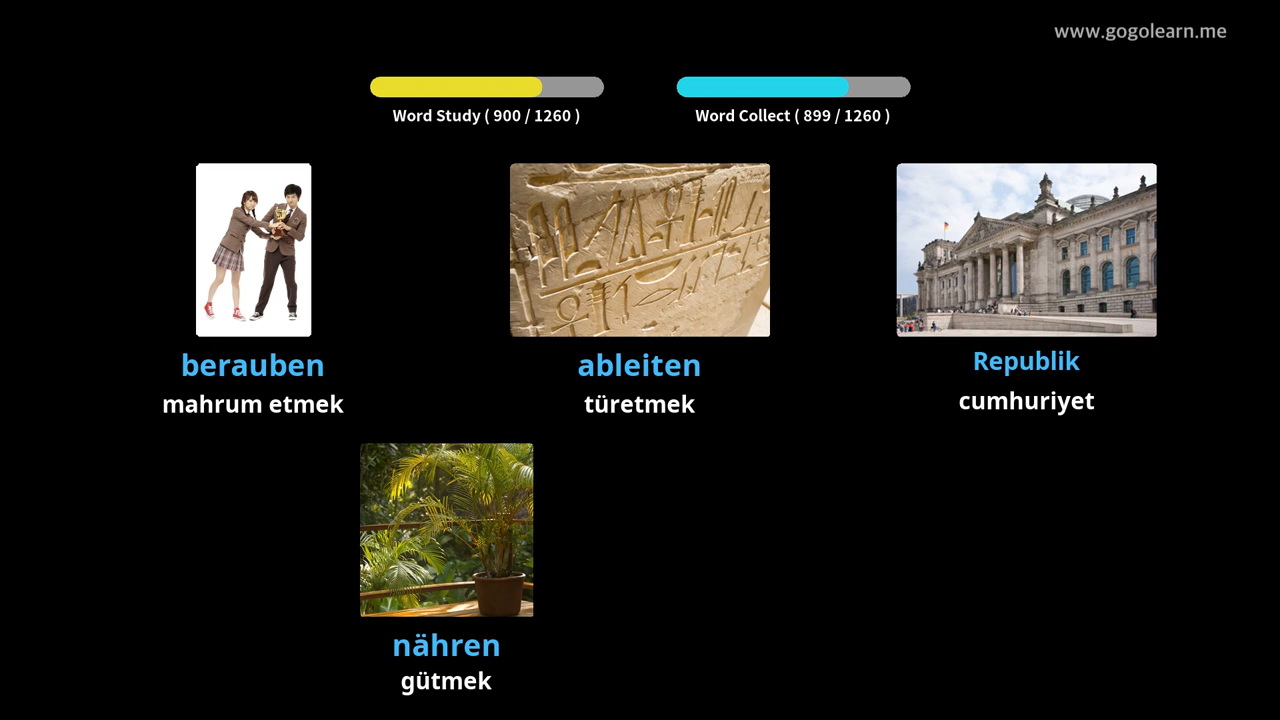 www.gogolearn.me
Word Study ( 900 / 1260 )
Word Collect ( 899 / 1260 )
berauben
mahrum etmek
ableiten
türetmek
Republik
cumhuriyet
nähren
gütmek